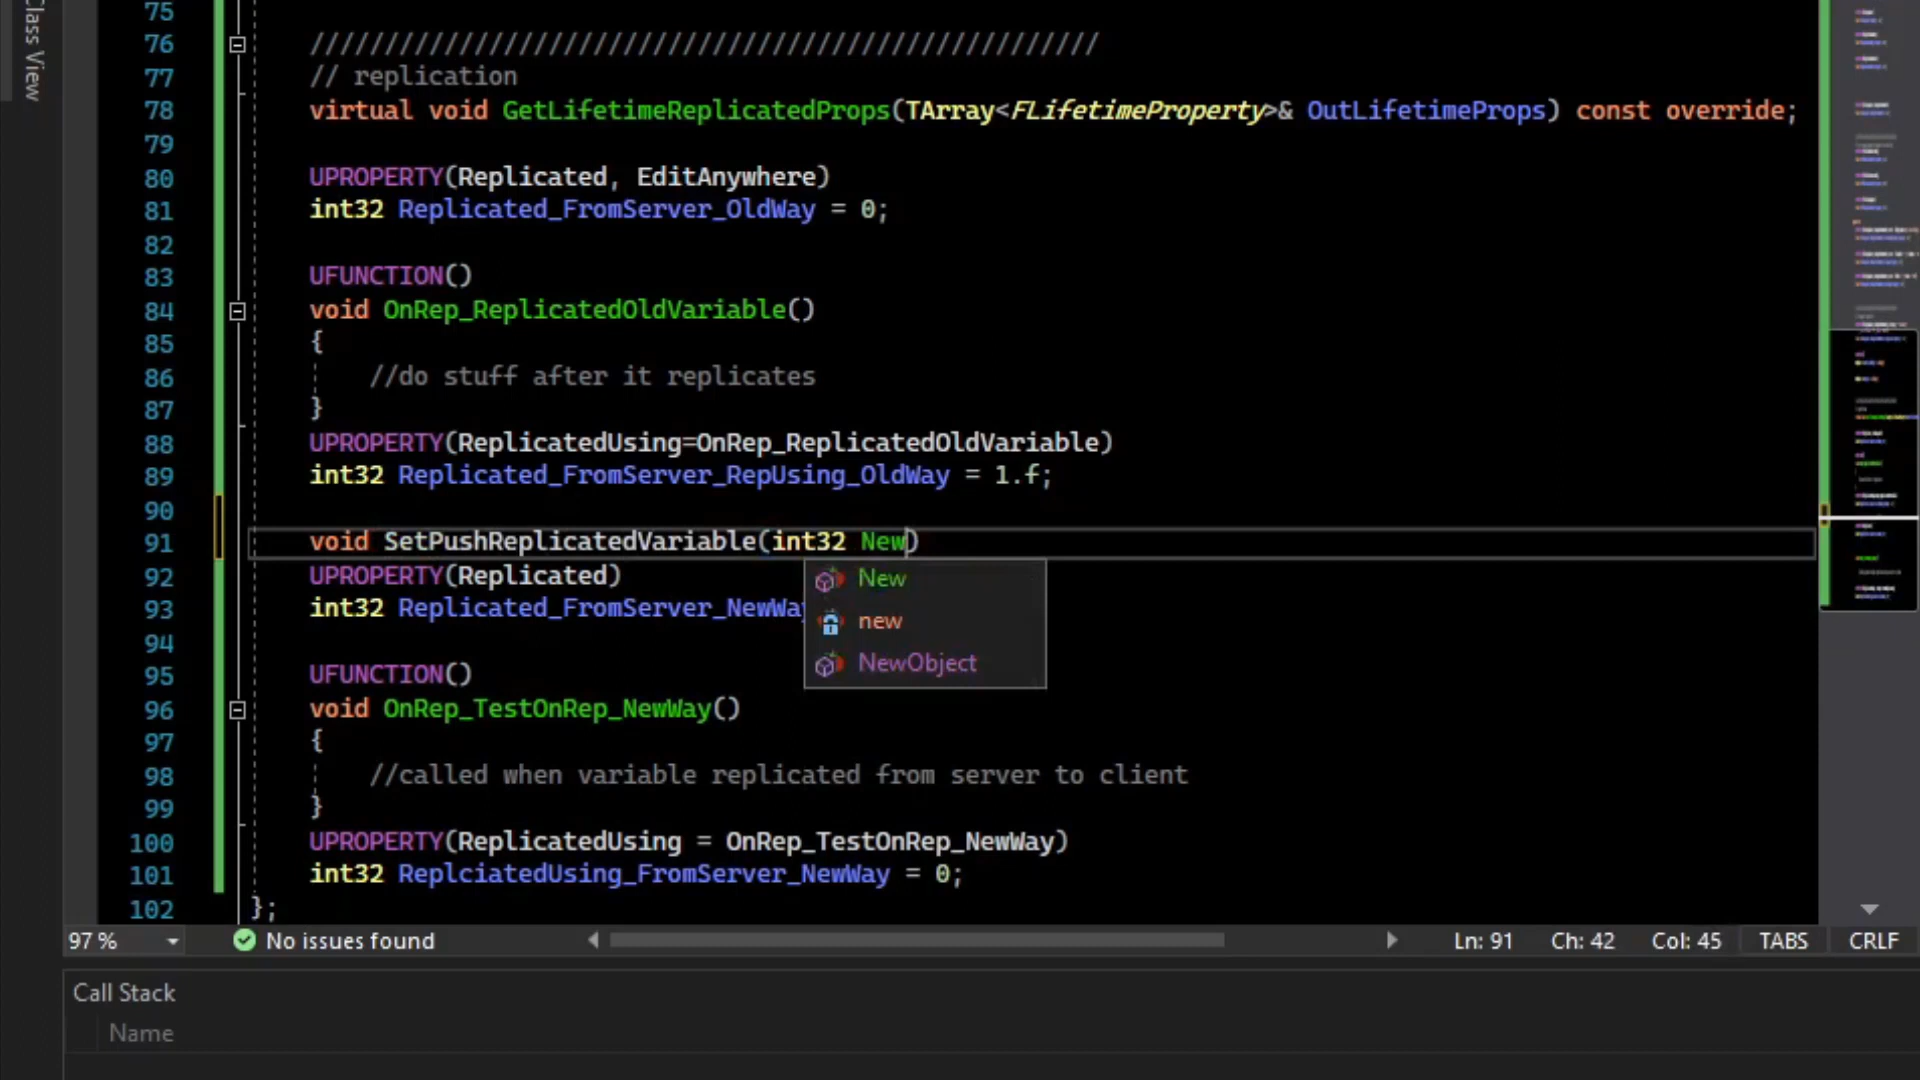 Class View
75
76 /////////////////////////////////////////////////////
77 // replication
78 virtual void GetLifetimeReplicatedProps(TArray<FLifetimeProperty>& OutLifetimeProps) const override;
79
80 UPROPERTY(Replicated, EditAnywhere)
81 int32 Replicated_FromServer_OldWay = 0;
82
83 UFUNCTION()
84 void OnRep_ReplicatedOldVariable()
85 {
86 //do stuff after it replicates
87 }
88 UPROPERTY(ReplicatedUsing=OnRep_ReplicatedOldVariable)
89 int32 Replicated_FromServer_RepUsing_OldWay = 1.f;
90
91 void SetPushReplicatedVariable(int32 New)
92 UPROPERTY(Replicated)
93 int32 Replicated_FromServer_NewWay
New
new
NewObject
94
95 UFUNCTION()
96 void OnRep_TestOnRep_NewWay()
97 {
98 //called when variable replicated from server to client
99 }
100 UPROPERTY(ReplicatedUsing = OnRep_TestOnRep_NewWay)
101 int32 ReplciatedUsing_FromServer_NewWay = 0;
102 };
97 % No issues found Ln: 91 Ch: 42 Col: 45 TABS CRLF
Call Stack
Name